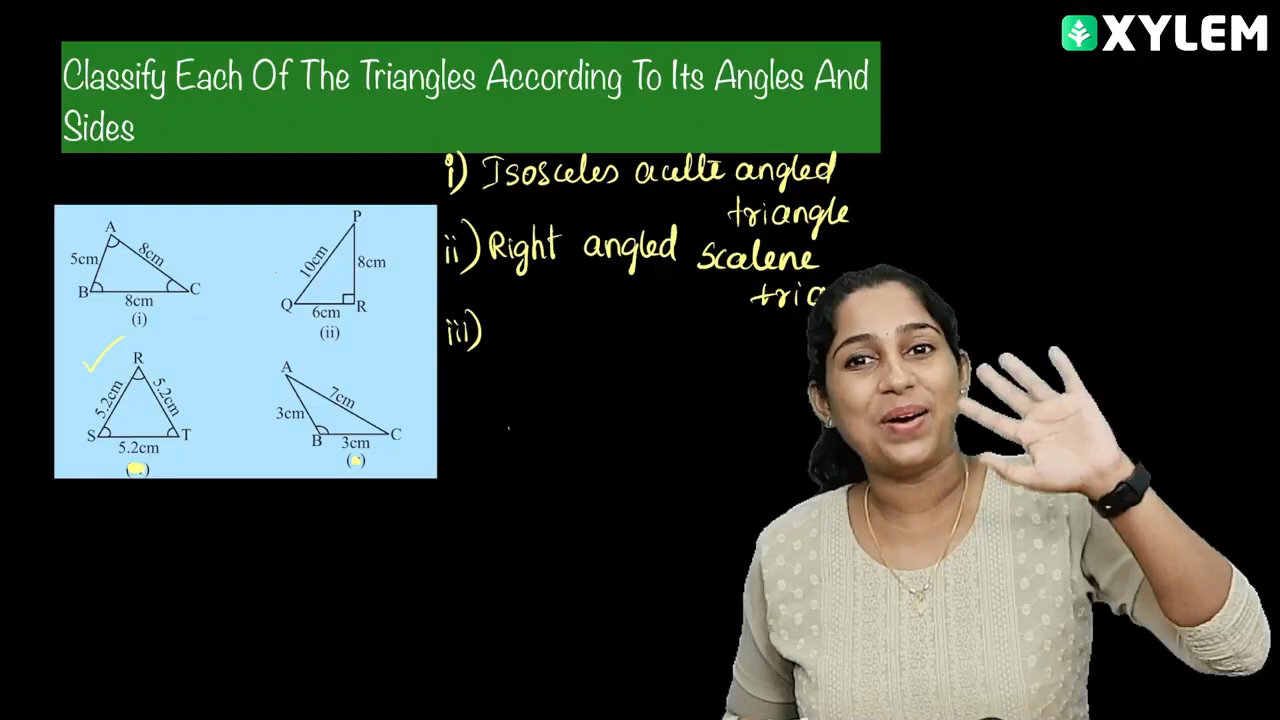 XYLEM
Classify Each Of The Triangles According To Its Angles And
Sides
i) Isosceles acute angled
triangle
ii) Right angled scalene
iii)
A
5cm
8cm
B
8cm
C
(i)
P
10cm
8cm
Q
6cm
R
(ii)
R
5.2cm
5.2cm
S
5.2cm
T
A
7cm
3cm
B
3cm
C